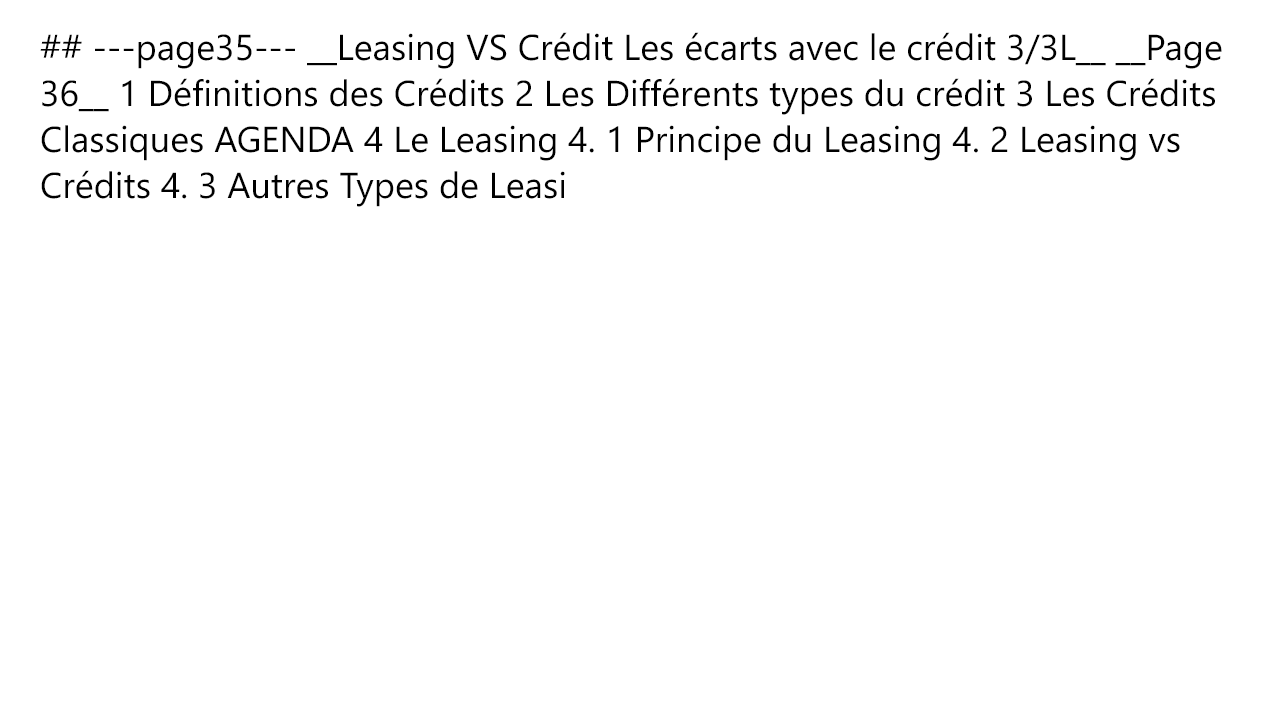 ## ---page35--- __Leasing VS Crédit Les écarts avec le crédit 3/3L__ __Page
36__ 1 Définitions des Crédits 2 Les Différents types du crédit 3 Les Crédits
Classiques AGENDA 4 Le Leasing 4. 1 Principe du Leasing 4. 2 Leasing vs
Crédits 4. 3 Autres Types de Leasi